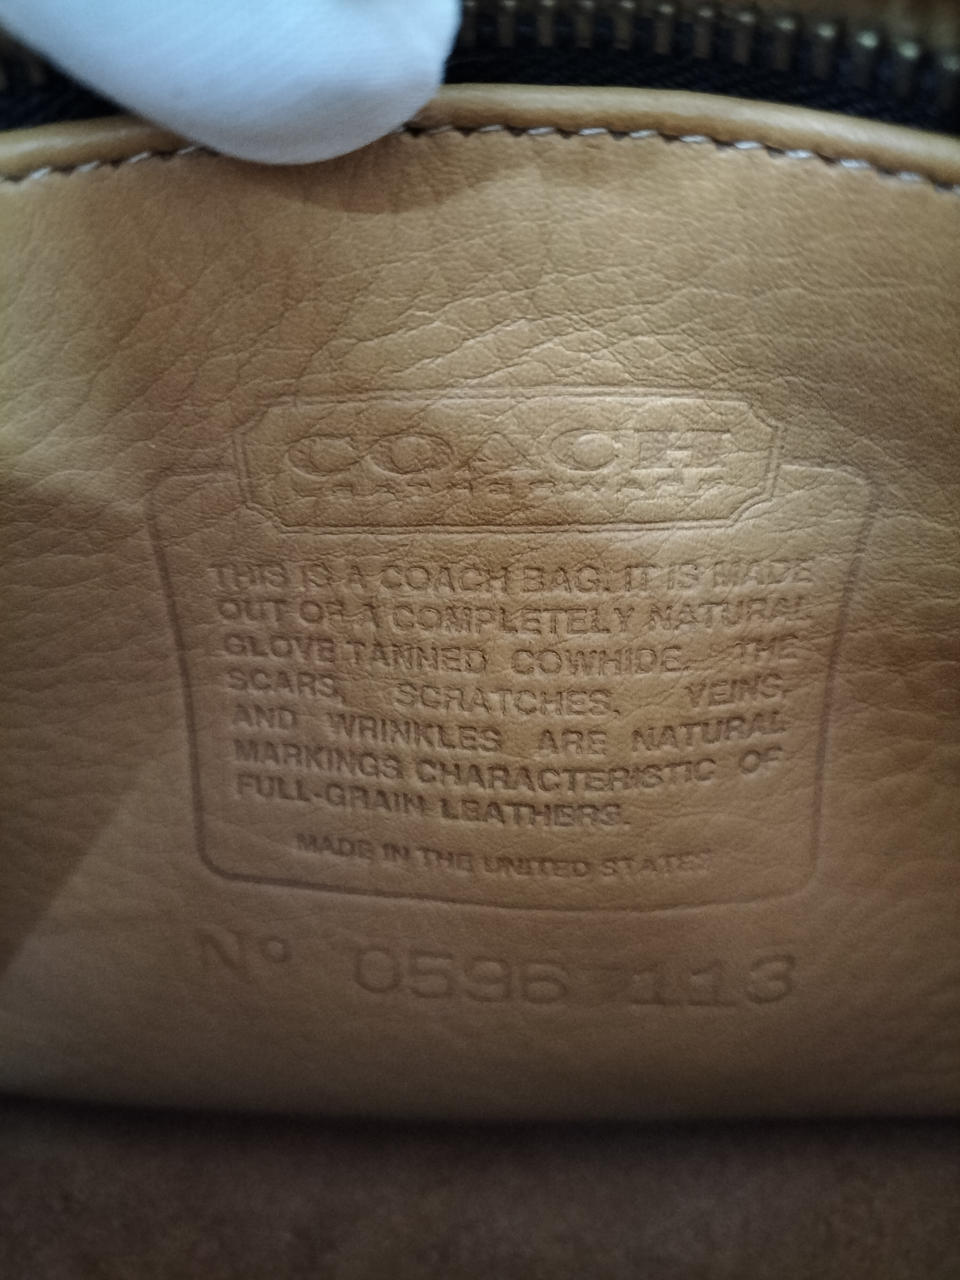 COACH
LEATHERWARE
THIS IS A COACH BAG. IT IS MADE
OUT OF A COMPLETELY NATURAL
GLOVE TANNED COWHIDE. THE
SCARS, SCRATCHES, VEINS,
AND WRINKLES ARE NATURAL
MARKINGS CHARACTERISTIC OF
FULL-GRAIN LEATHERS.
MADE IN THE UNITED STATES
Nº 0596 113